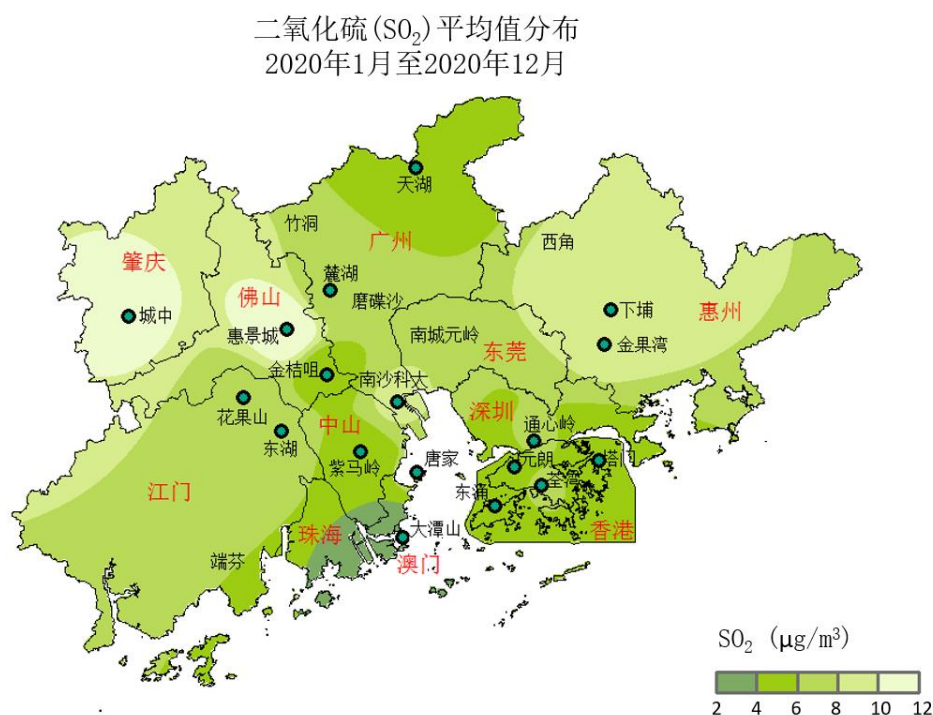 二氧化硫(SO₂)平均值分布
2020年1月至2020年12月
天湖
竹洞
广州
西角
肇庆
麓湖
佛山
磨碟沙
城中
下埔
惠州
惠景城
南城元岭
金果湾
东莞
金桔咀
南沙科大
花果山
深圳
中山
通心岭
东湖
紫马岭
唐家
元朗
塔门
江门
东涌
荃湾
珠海
大潭山
香港
端芬
澳门
SO₂ (μg/m³)
2 4 6 8 10 12